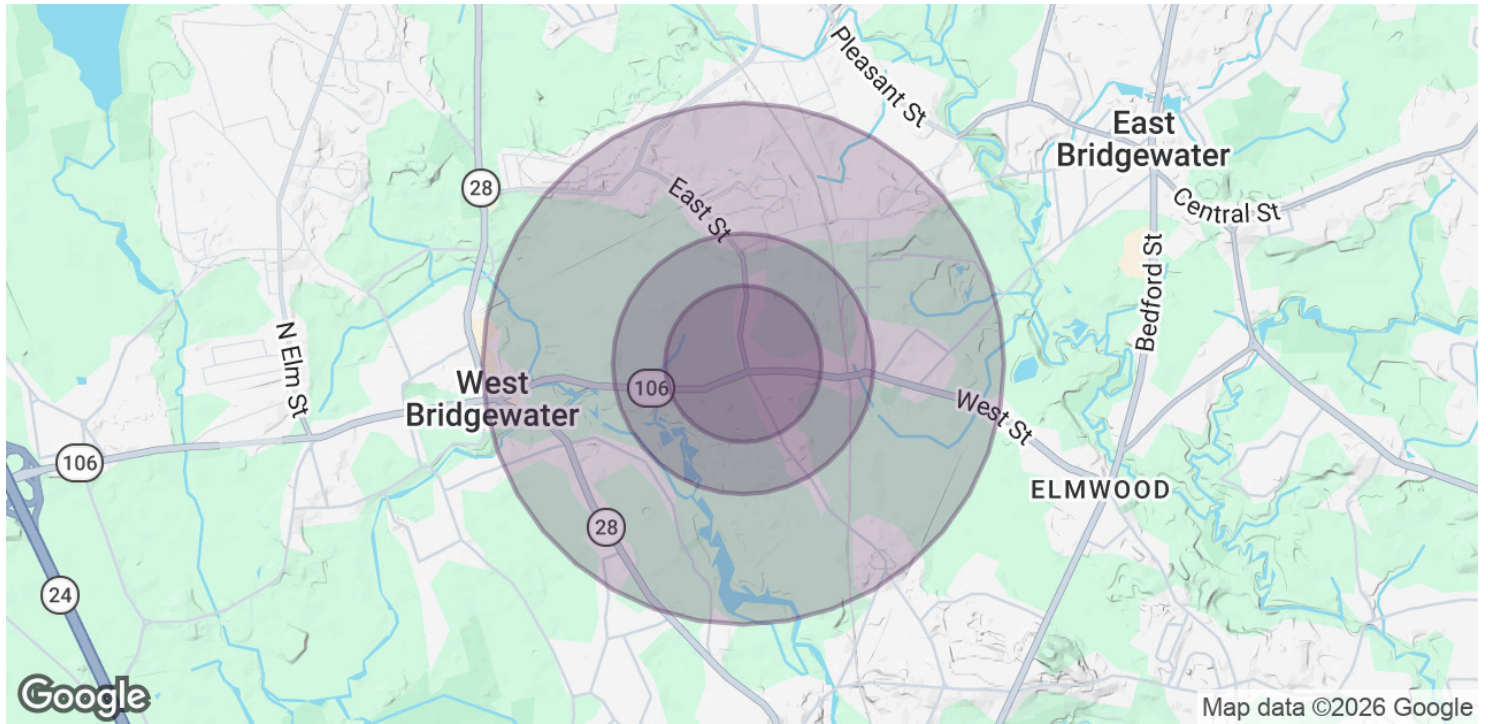 Pleasant St
East
Bridgewater
28
East St
Central St
Bedford St
N Elm St
West
Bridgewater
106
West St
106
ELMWOOD
28
24
Google
Map data ©2026 Google